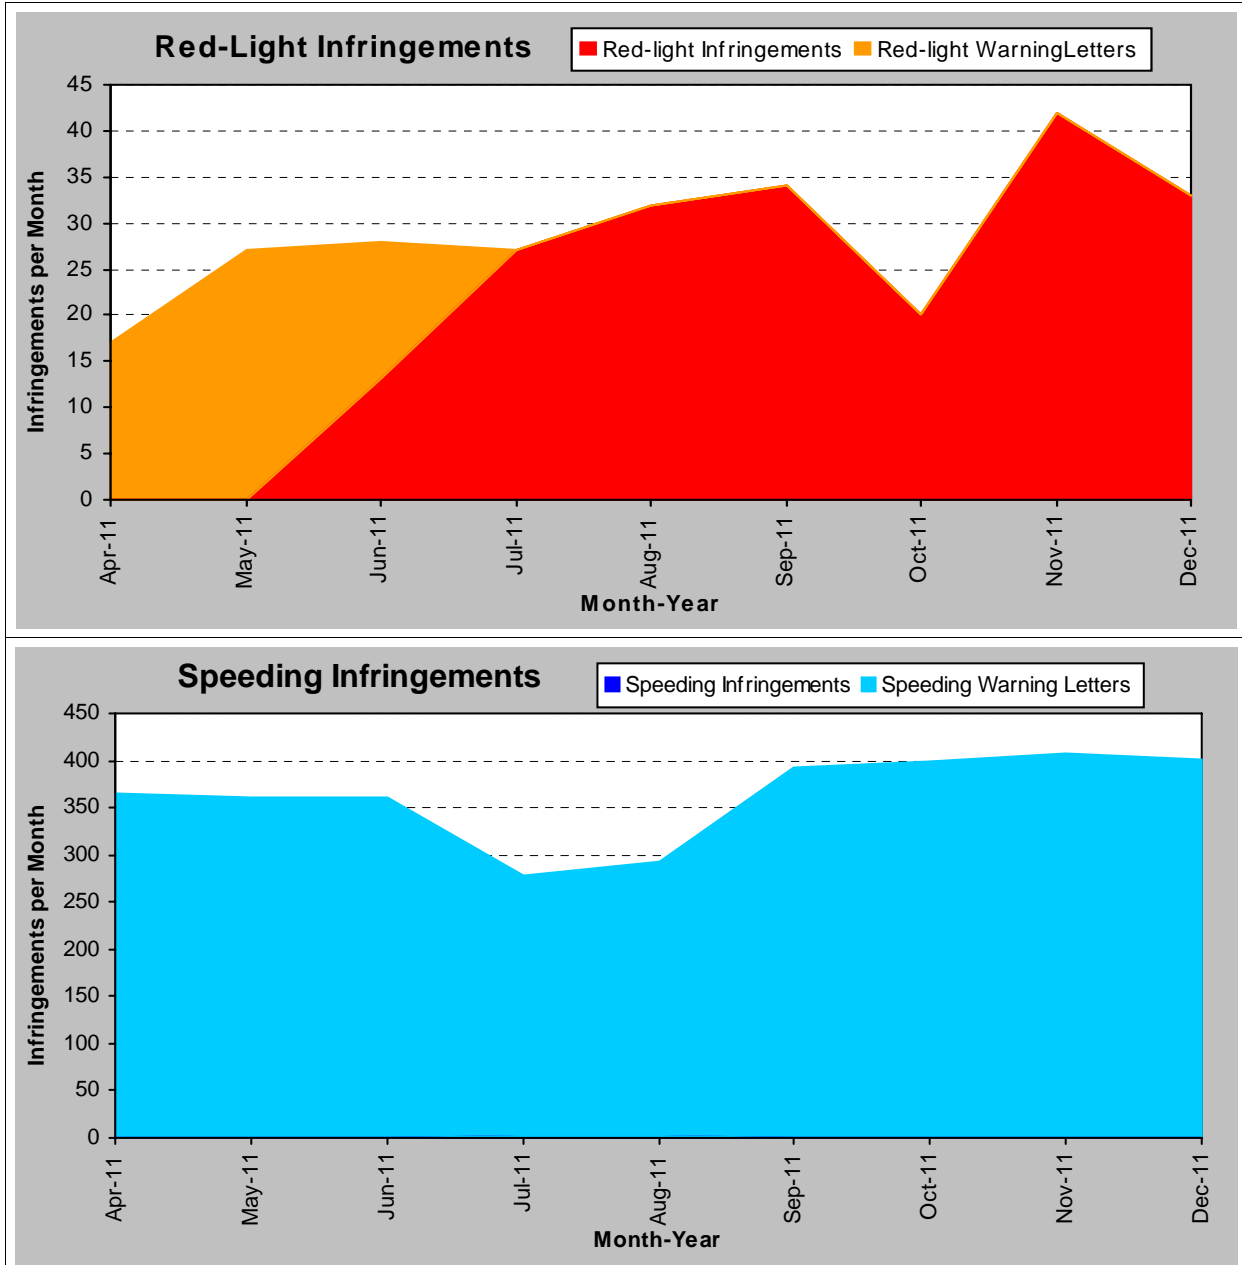 Red-Light Infringements
Red-light Infringements Red-light WarningLetters
45
40
35
30
25
20
15
10
5
0
Infringements per Month
Apr-11 May-11 Jun-11 Jul-11 Aug-11 Sep-11 Oct-11 Nov-11 Dec-11
Month-Year
Speeding Infringements
Speeding Infringements Speeding Warning Letters
450
400
350
300
250
200
150
100
50
0
Infringements per Month
Apr-11 May-11 Jun-11 Jul-11 Aug-11 Sep-11 Oct-11 Nov-11 Dec-11
Month-Year